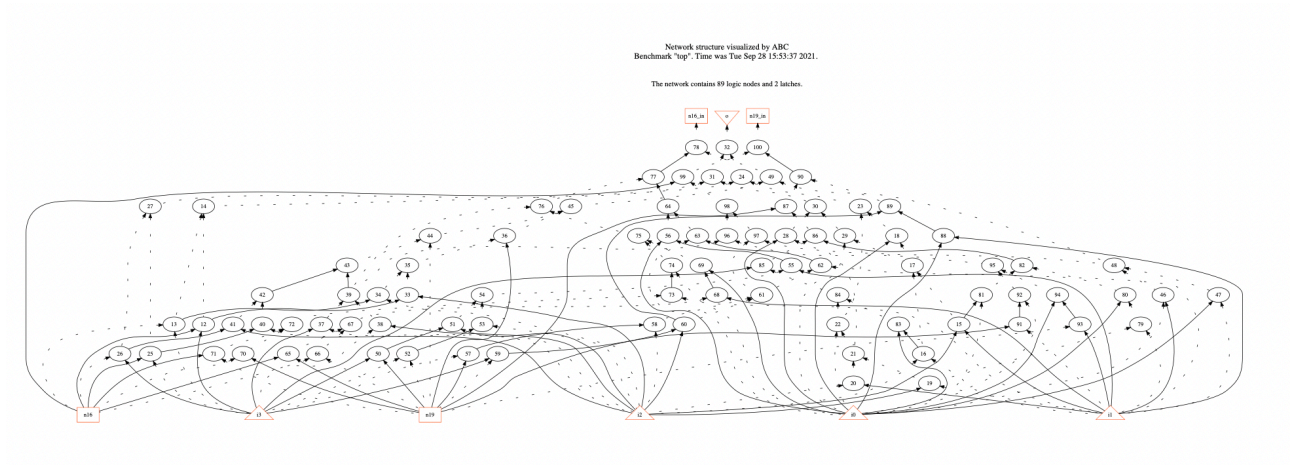 Network structure visualized by ABC
Benchmark "top". Time was Tue Sep 28 15:53:37 2021.
The network contains 89 logic nodes and 2 latches.
n16_in o n19_in
78 32 100
77 99 31 24 49 90
27 14 76 45 64 98 87 30 23 89
44 36 75 56 63 96 97 28 86 29 18 88
43 35 74 69 85 55 62 17 95 82 48
42 39 34 33 54 73 68 61 84 81 92 94 80 46 47
13 12 41 40 72 37 67 38 51 53 58 60 22 83 15 91 93 79
26 25 71 70 65 66 50 52 57 59 21 16
20 19
n16 i3 n19 i2 i0 i1